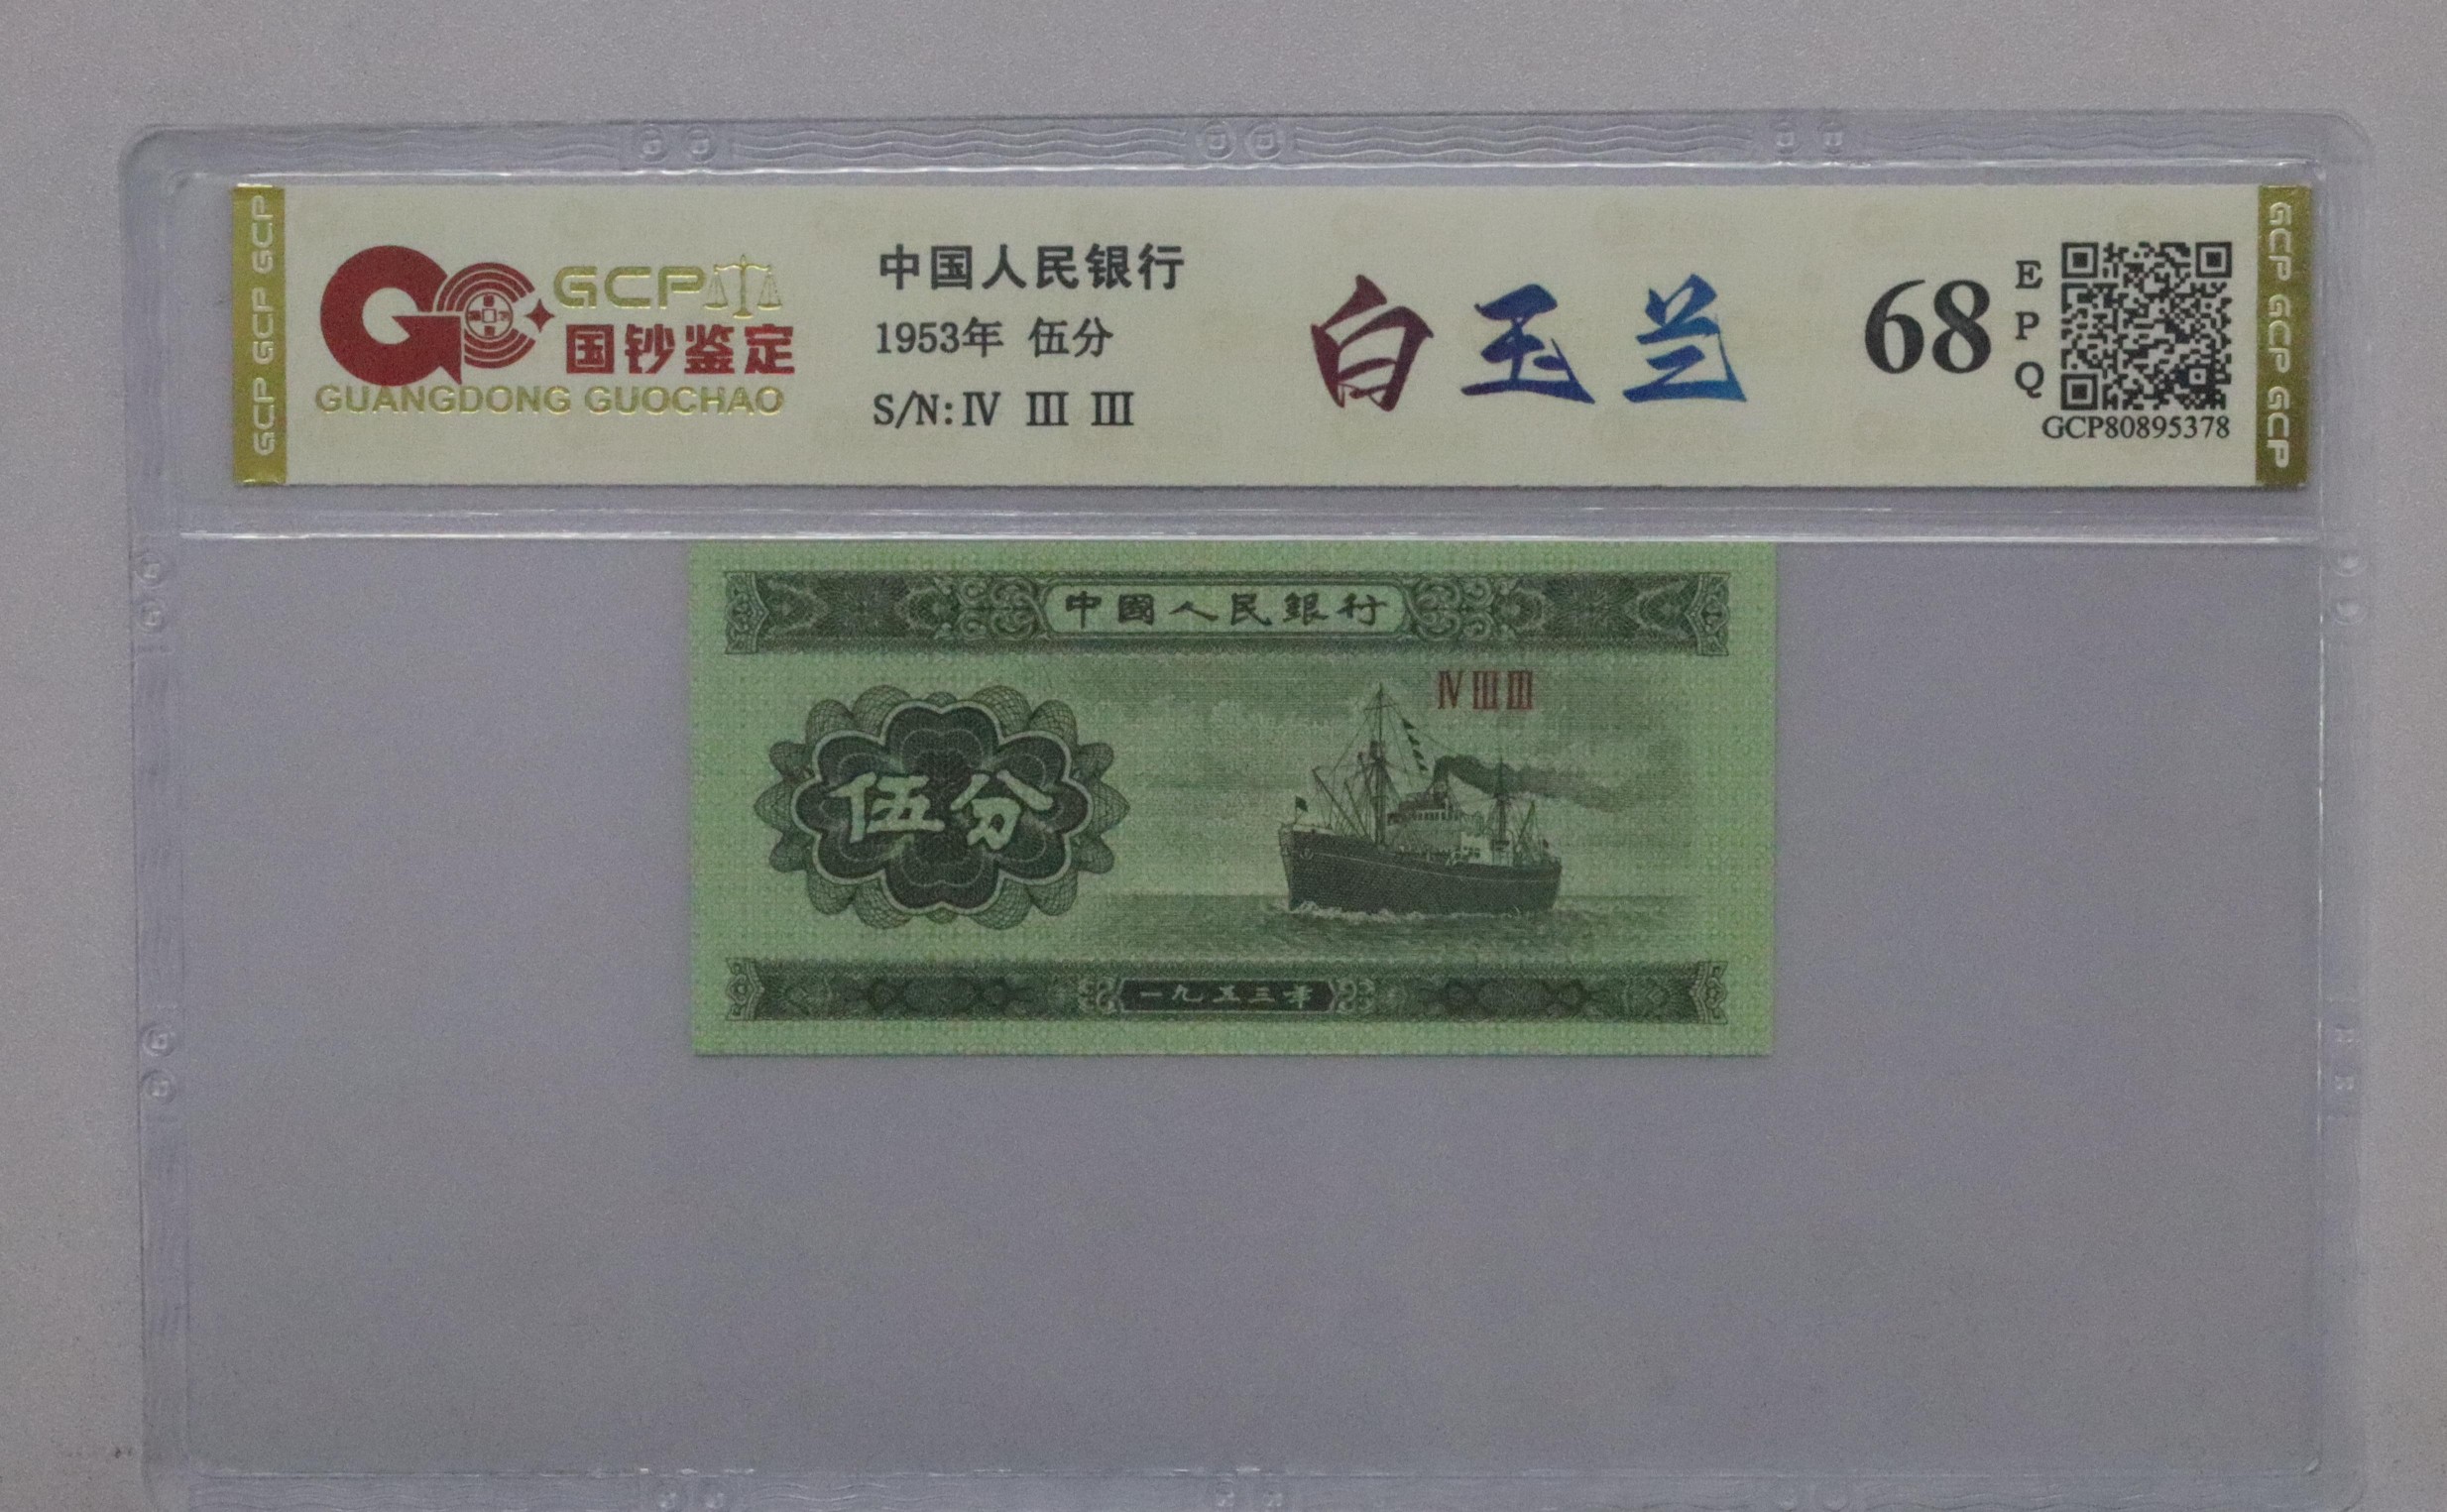 GCP GCP GCP
GCP
国钞鉴定
GUANGDONG GUOCHAO
中国人民银行
1953年 伍分
S/N: Ⅳ Ⅲ Ⅲ
白玉兰
68
EPQ
GCP80895378
GCP GCP GCP
中國人民銀行
Ⅳ Ⅲ Ⅲ
伍分
一九五三年